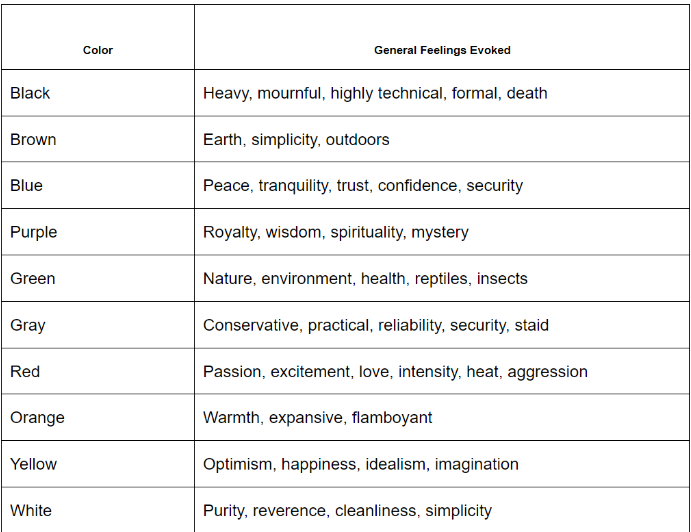 Color General Feelings Evoked
Black Heavy, mournful, highly technical, formal, death
Brown Earth, simplicity, outdoors
Blue Peace, tranquility, trust, confidence, security
Purple Royalty, wisdom, spirituality, mystery
Green Nature, environment, health, reptiles, insects
Gray Conservative, practical, reliability, security, staid
Red Passion, excitement, love, intensity, heat, aggression
Orange Warmth, expansive, flamboyant
Yellow Optimism, happiness, idealism, imagination
White Purity, reverence, cleanliness, simplicity